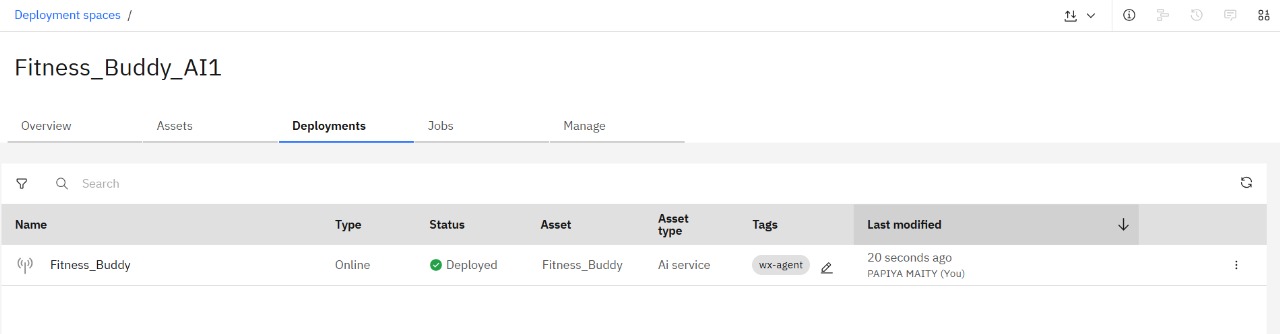 Deployment spaces /
Fitness_Buddy_AI1
Overview Assets Deployments Jobs Manage
Search
Name Type Status Asset Asset type Tags Last modified
Fitness_Buddy Online Deployed Fitness_Buddy Ai service wx-agent 20 seconds ago
PAPIYA MAITY (You)